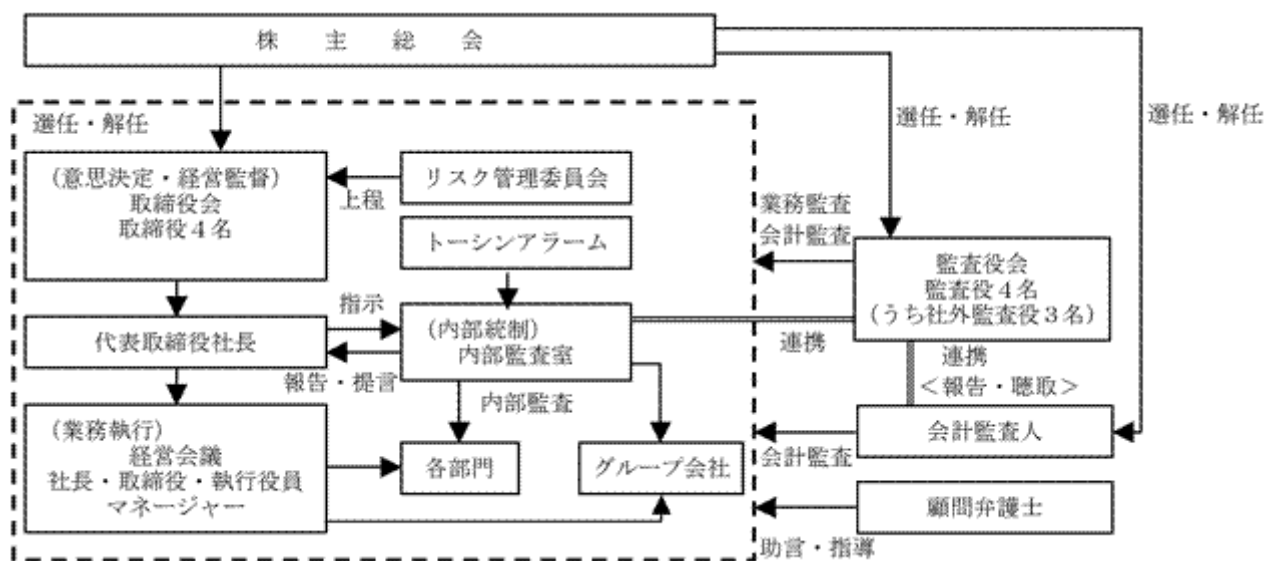 株主総会
選任・解任
選任・解任
選任・解任
(意思決定・経営監督)
取締役会
取締役4名
上程
リスク管理委員会
トーシンアラーム
業務監査
会計監査
監査役会
監査役4名
(うち社外監査役3名)
代表取締役社長
指示
報告・提言
(内部統制)
内部監査室
連携
連携
<報告・聴取>
内部監査
(業務執行)
経営会議
社長・取締役・執行役員
マネージャー
各部門
グループ会社
会計監査
会計監査人
顧問弁護士
助言・指導